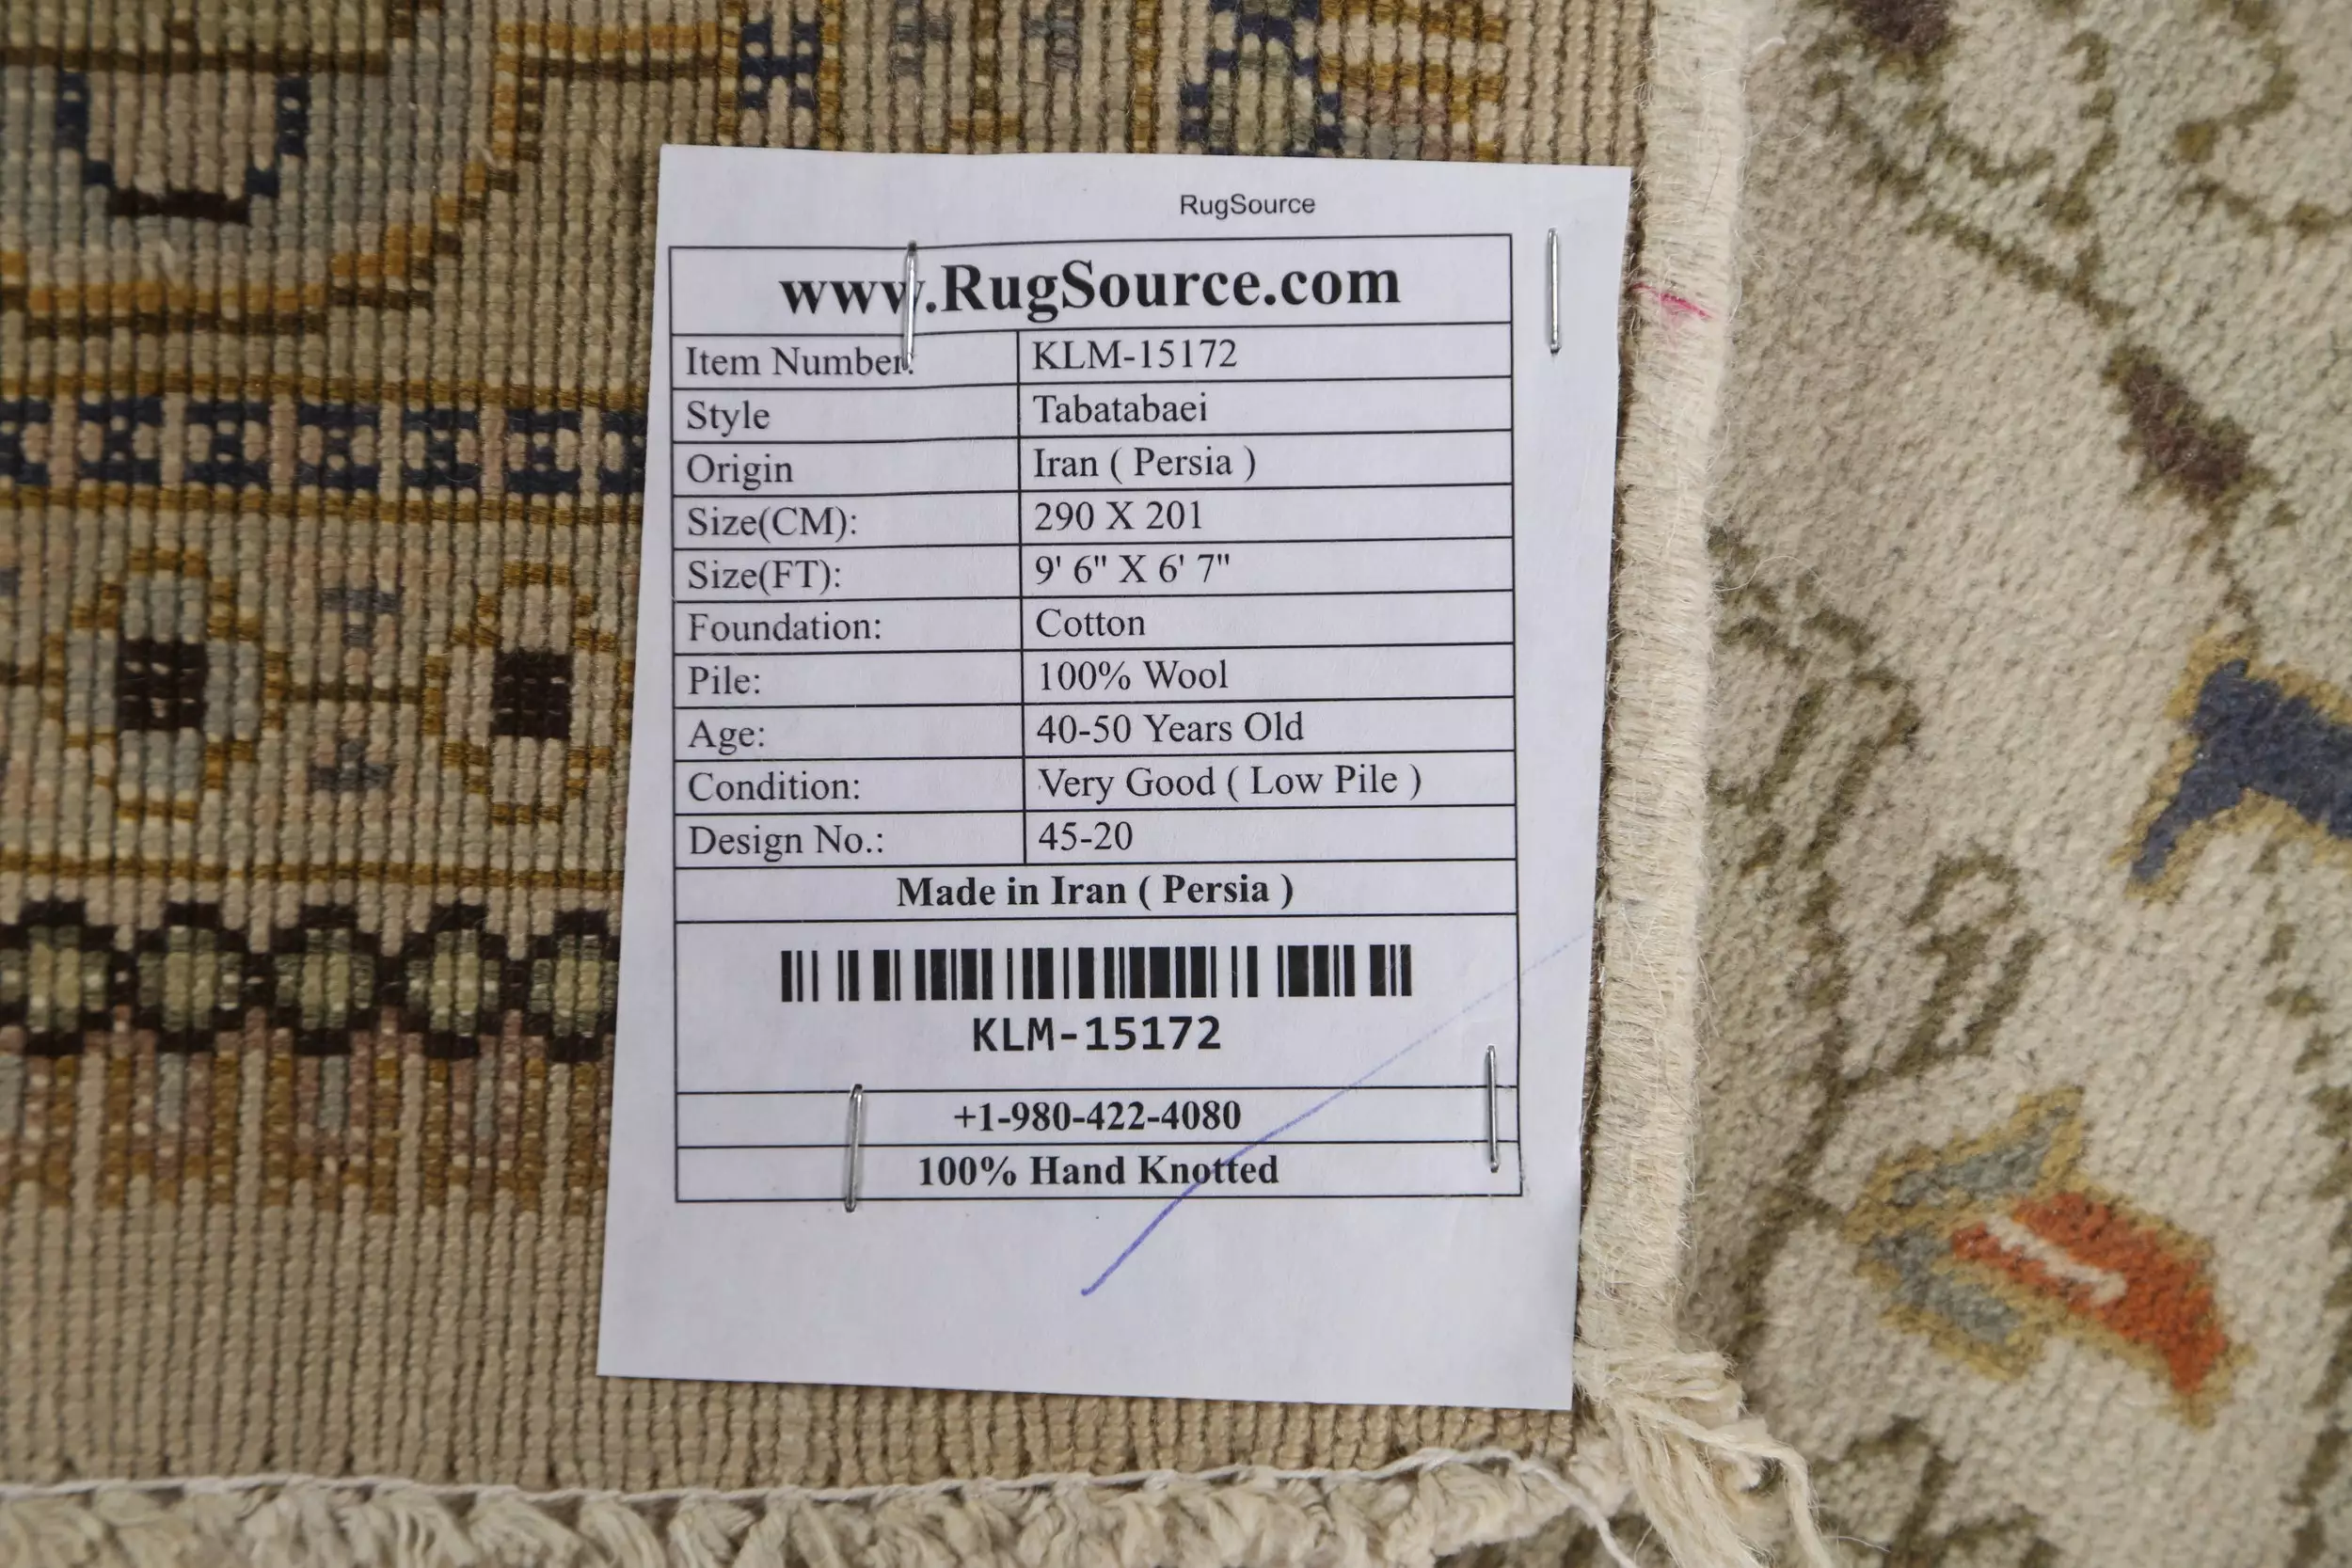 RugSource
www.RugSource.com
Item Number: KLM-15172
Style Tabatabaei
Origin Iran ( Persia )
Size(CM): 290 X 201
Size(FT): 9' 6" X 6' 7"
Foundation: Cotton
Pile: 100% Wool
Age: 40-50 Years Old
Condition: Very Good ( Low Pile )
Design No.: 45-20
Made in Iran ( Persia )
KLM-15172
+1-980-422-4080
100% Hand Knotted